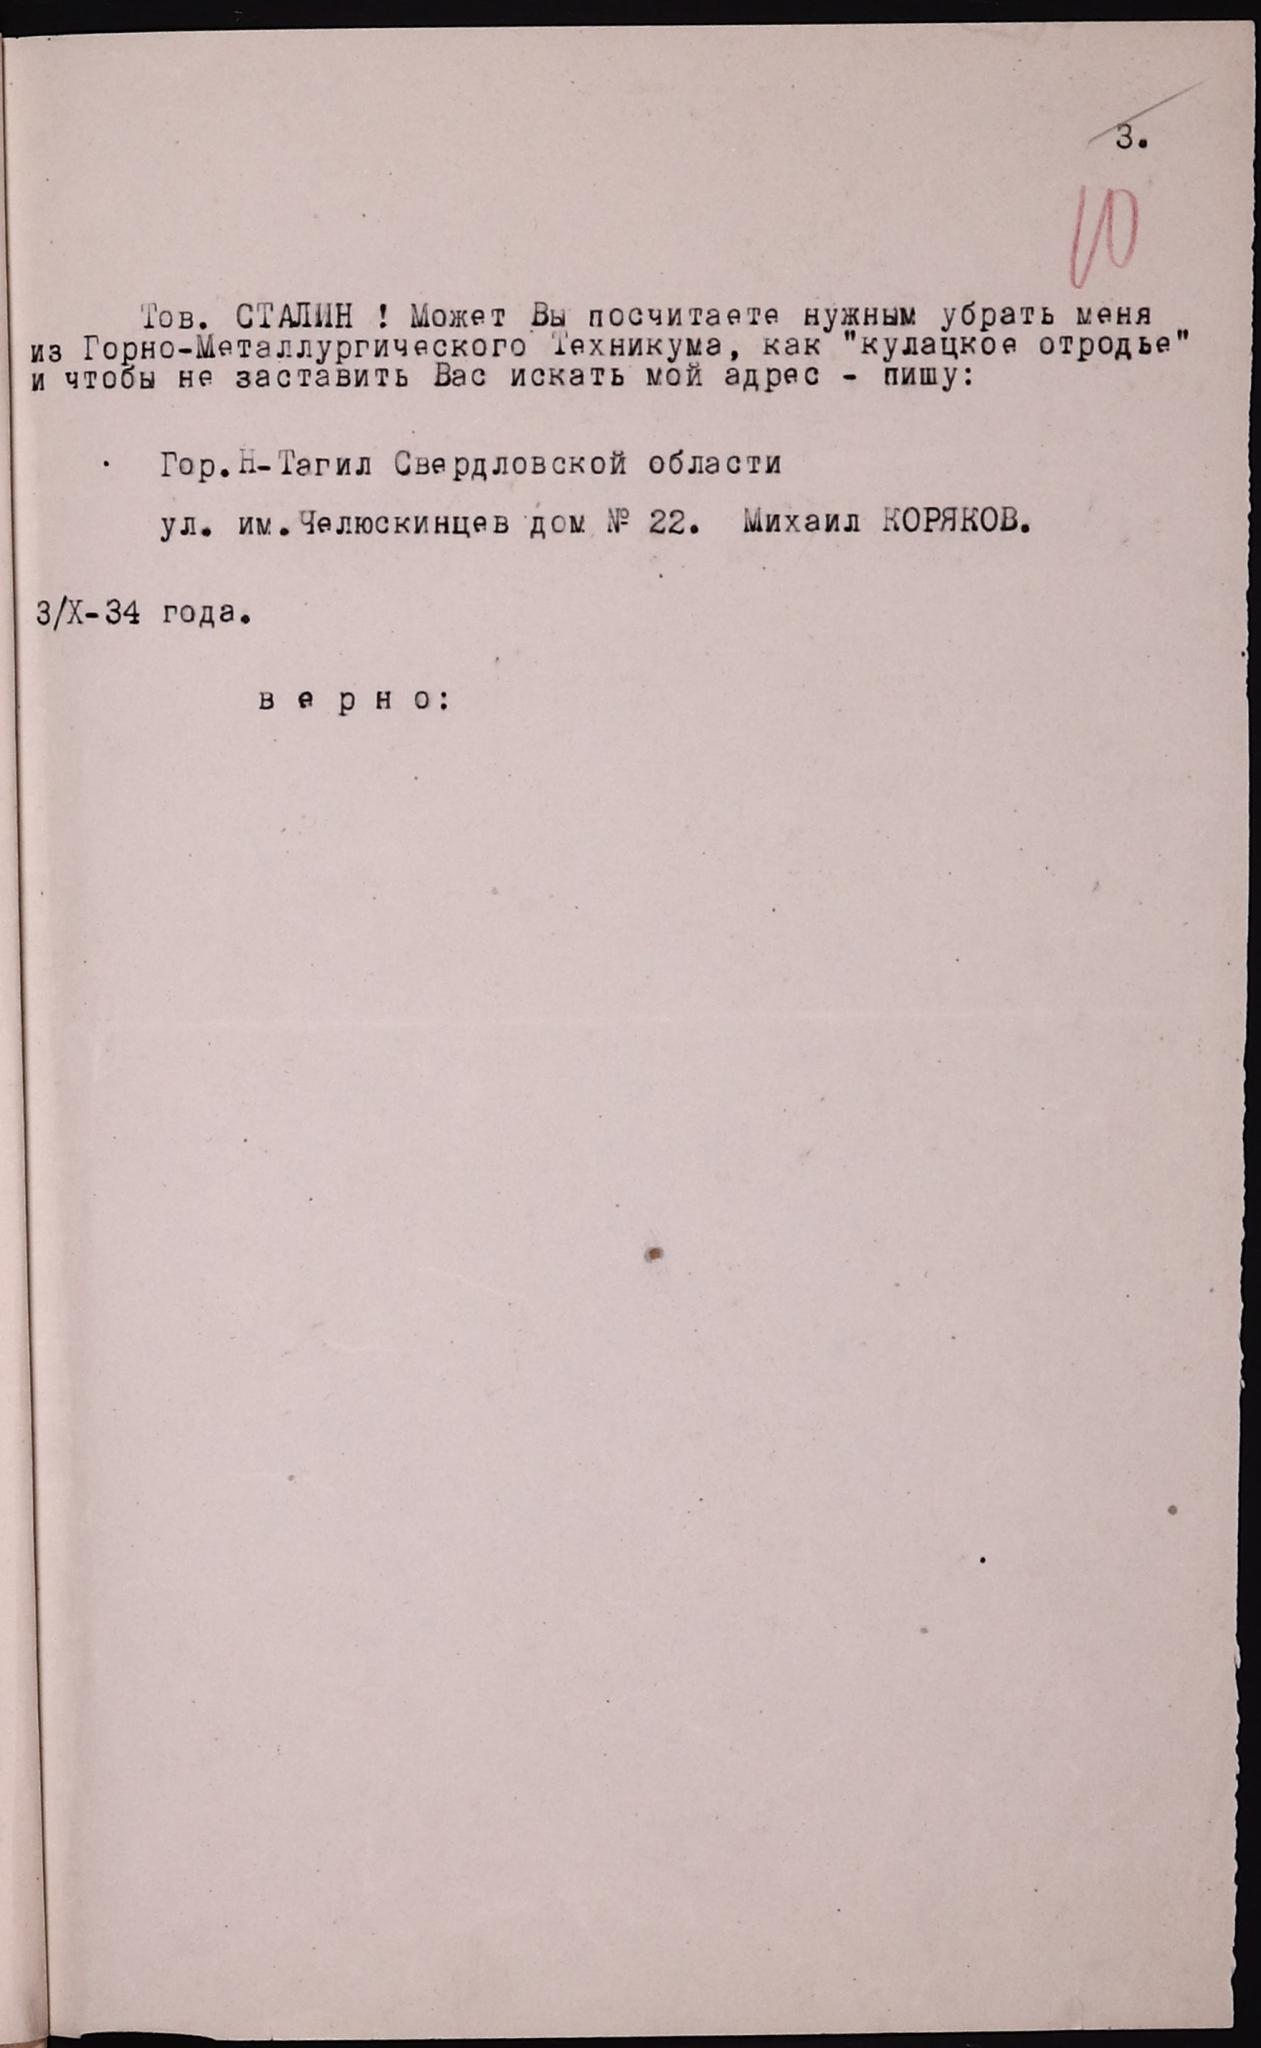 3.
10
Тов. СТАЛИН ! Может Вы посчитаете нужным убрать меня
из Горно-Металлургического Техникума, как "кулацкое отродье"
и чтобы не заставить Вас искать мой адрес - пишу:
Гор.Н-Тагил Свердловской области
ул. им.Челюскинцев дом № 22. Михаил КОРЯКОВ.
3/X-34 года.
в е р н о: